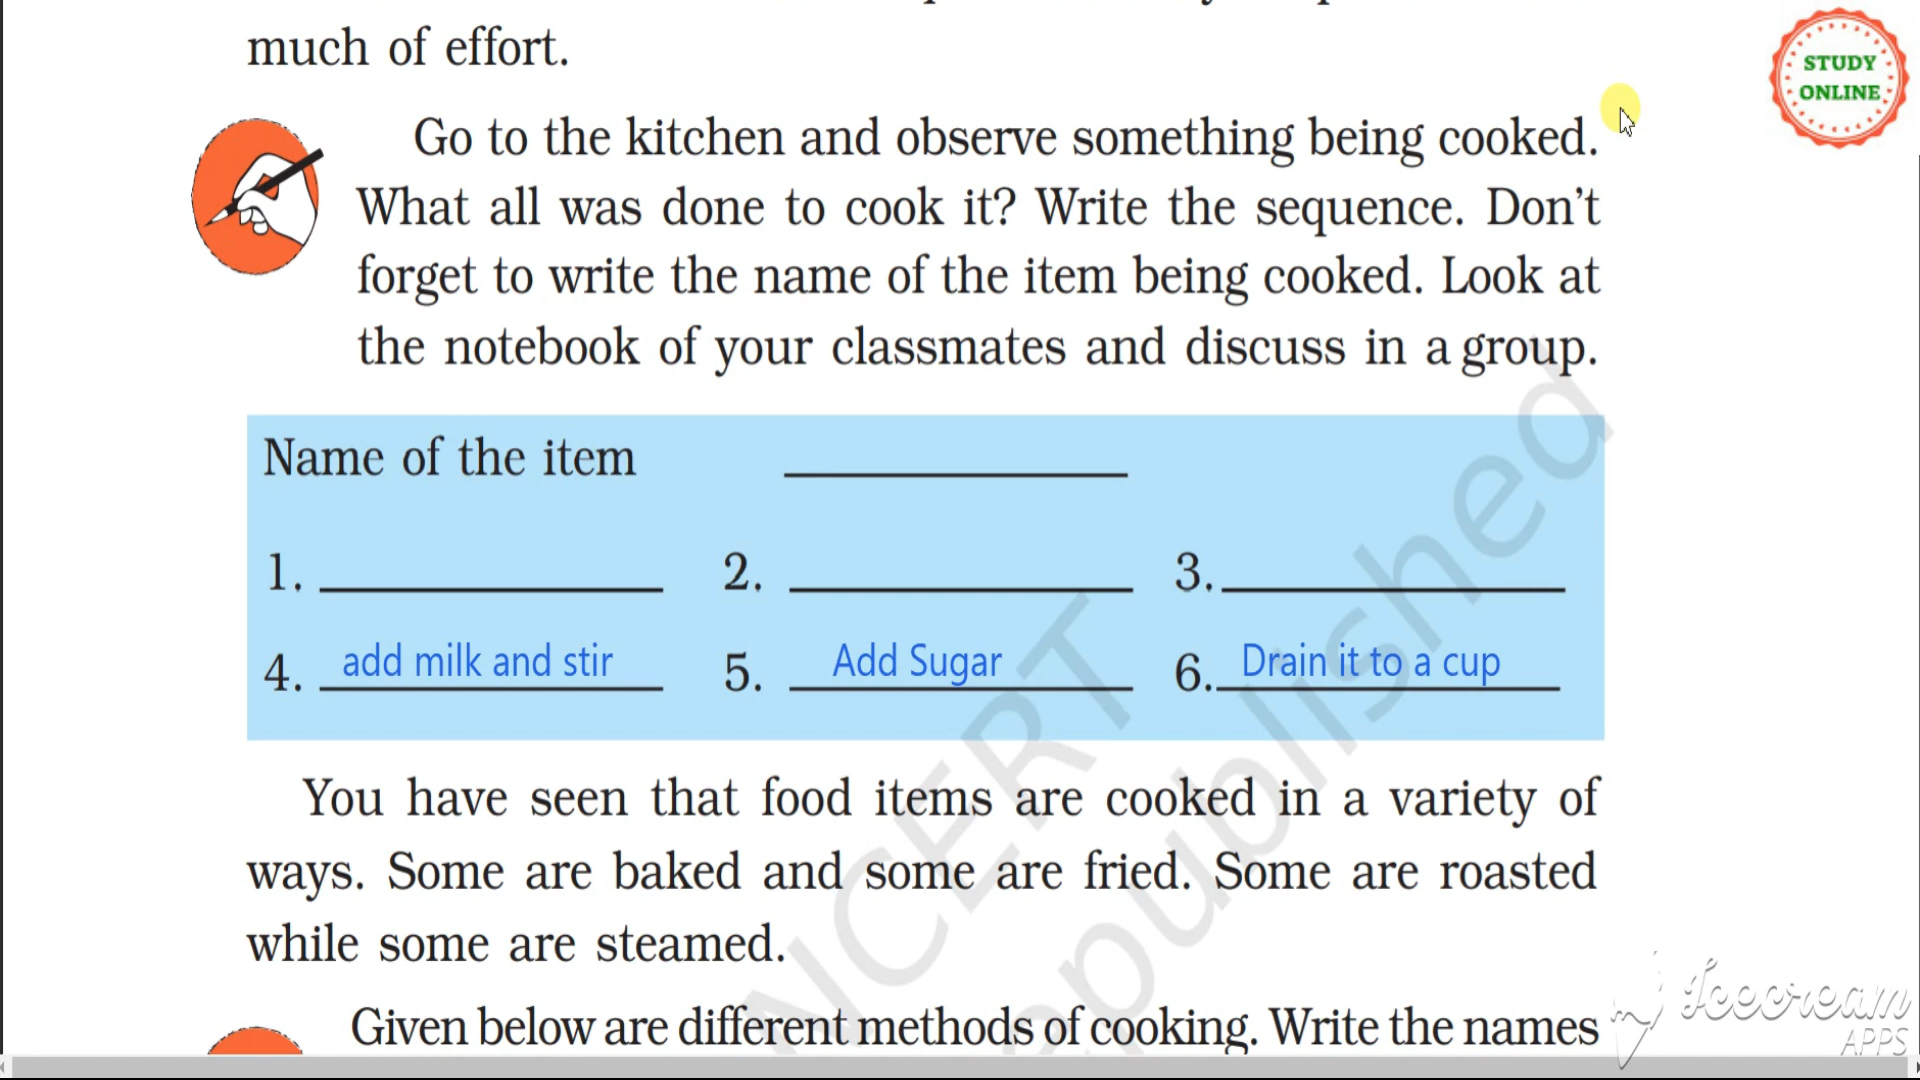 much of effort.
STUDY
ONLINE
Go to the kitchen and observe something being cooked.
What all was done to cook it? Write the sequence. Don't
forget to write the name of the item being cooked. Look at
the notebook of your classmates and discuss in a group.
Name of the item
1. 2. 3.
4. add milk and stir 5. Add Sugar 6. Drain it to a cup
You have seen that food items are cooked in a variety of
ways. Some are baked and some are fried. Some are roasted
while some are steamed.
Given below are different methods of cooking. Write the names
NCERT
republished
Icecream
APPS